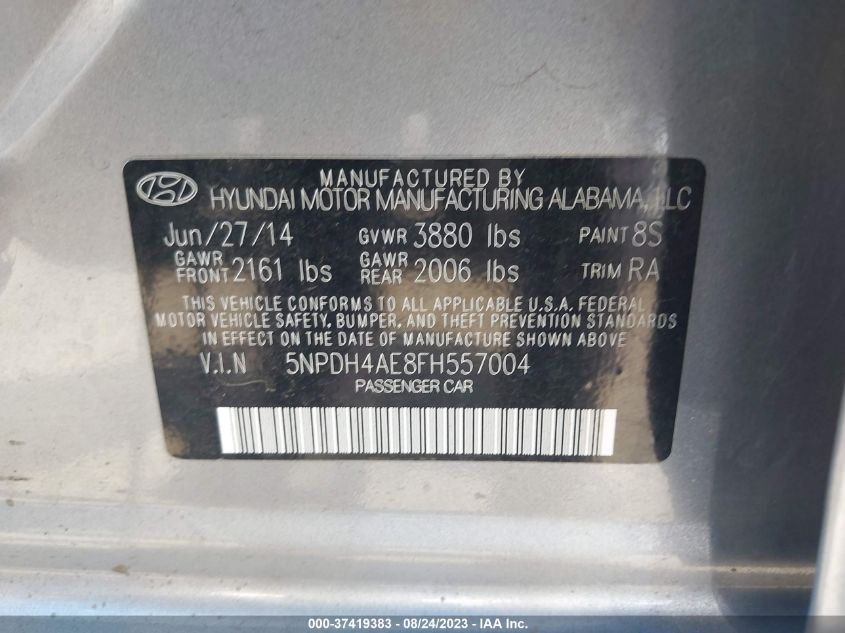 MANUFACTURED BY
HYUNDAI MOTOR MANUFACTURING ALABAMA, LLC
Jun/27/14 GVWR 3880 lbs PAINT 8S
GAWR FRONT 2161 lbs GAWR REAR 2006 lbs TRIM RA
THIS VEHICLE CONFORMS TO ALL APPLICABLE U.S.A. FEDERAL
MOTOR VEHICLE SAFETY, BUMPER, AND THEFT PREVENTION STANDARDS
IN EFFECT ON THE DATE OF MANUFACTURE SHOWN ABOVE
V.I.N 5NPDH4AE8FH557004
PASSENGER CAR
000-37419383 - 08/24/2023 - IAA Inc.